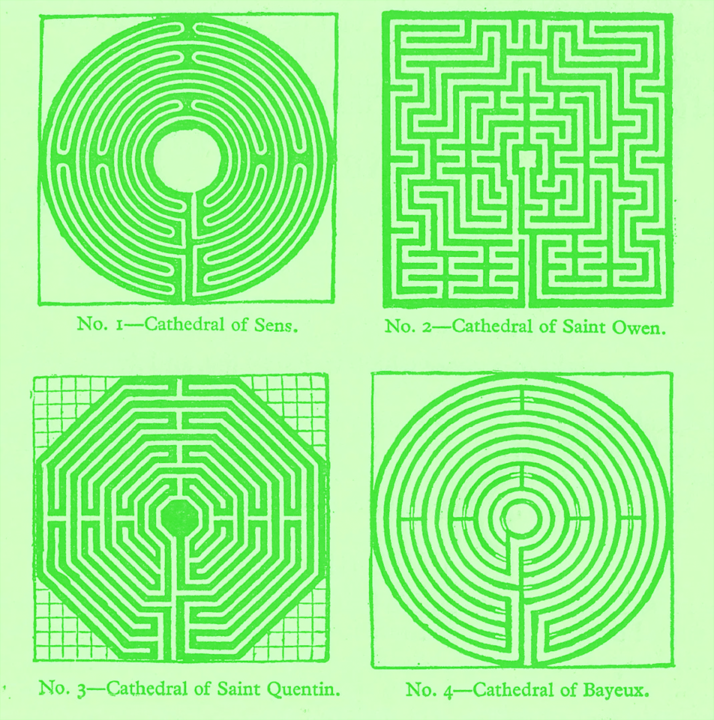 No. 1—Cathedral of Sens.
No. 2—Cathedral of Saint Owen.
No. 3—Cathedral of Saint Quentin.
No. 4—Cathedral of Bayeux.